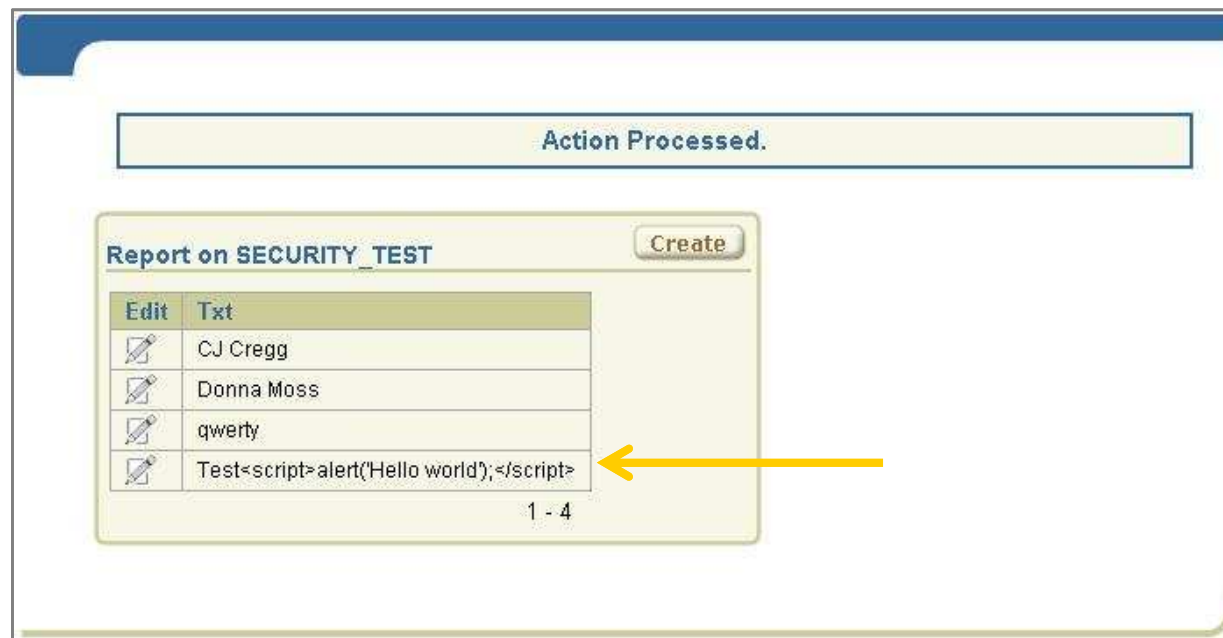 Action Processed.
Report on SECURITY_TEST
Create
Edit Txt
CJ Cregg
Donna Moss
qwerty
Test<script>alert('Hello world');</script>
1 - 4